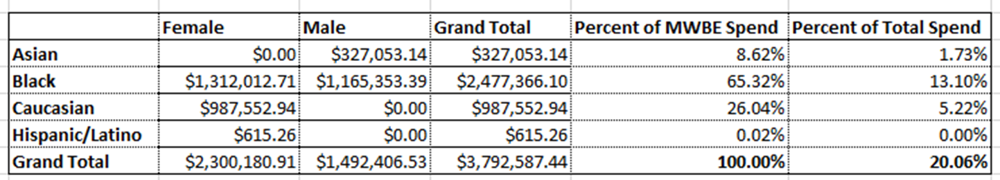 Female Male Grand Total Percent of MWBE Spend Percent of Total Spend
Asian $0.00 $327,053.14 $327,053.14 8.62% 1.73%
Black $1,312,012.71 $1,165,353.39 $2,477,366.10 65.32% 13.10%
Caucasian $987,552.94 $0.00 $987,552.94 26.04% 5.22%
Hispanic/Latino $615.26 $0.00 $615.26 0.02% 0.00%
Grand Total $2,300,180.91 $1,492,406.53 $3,792,587.44 100.00% 20.06%